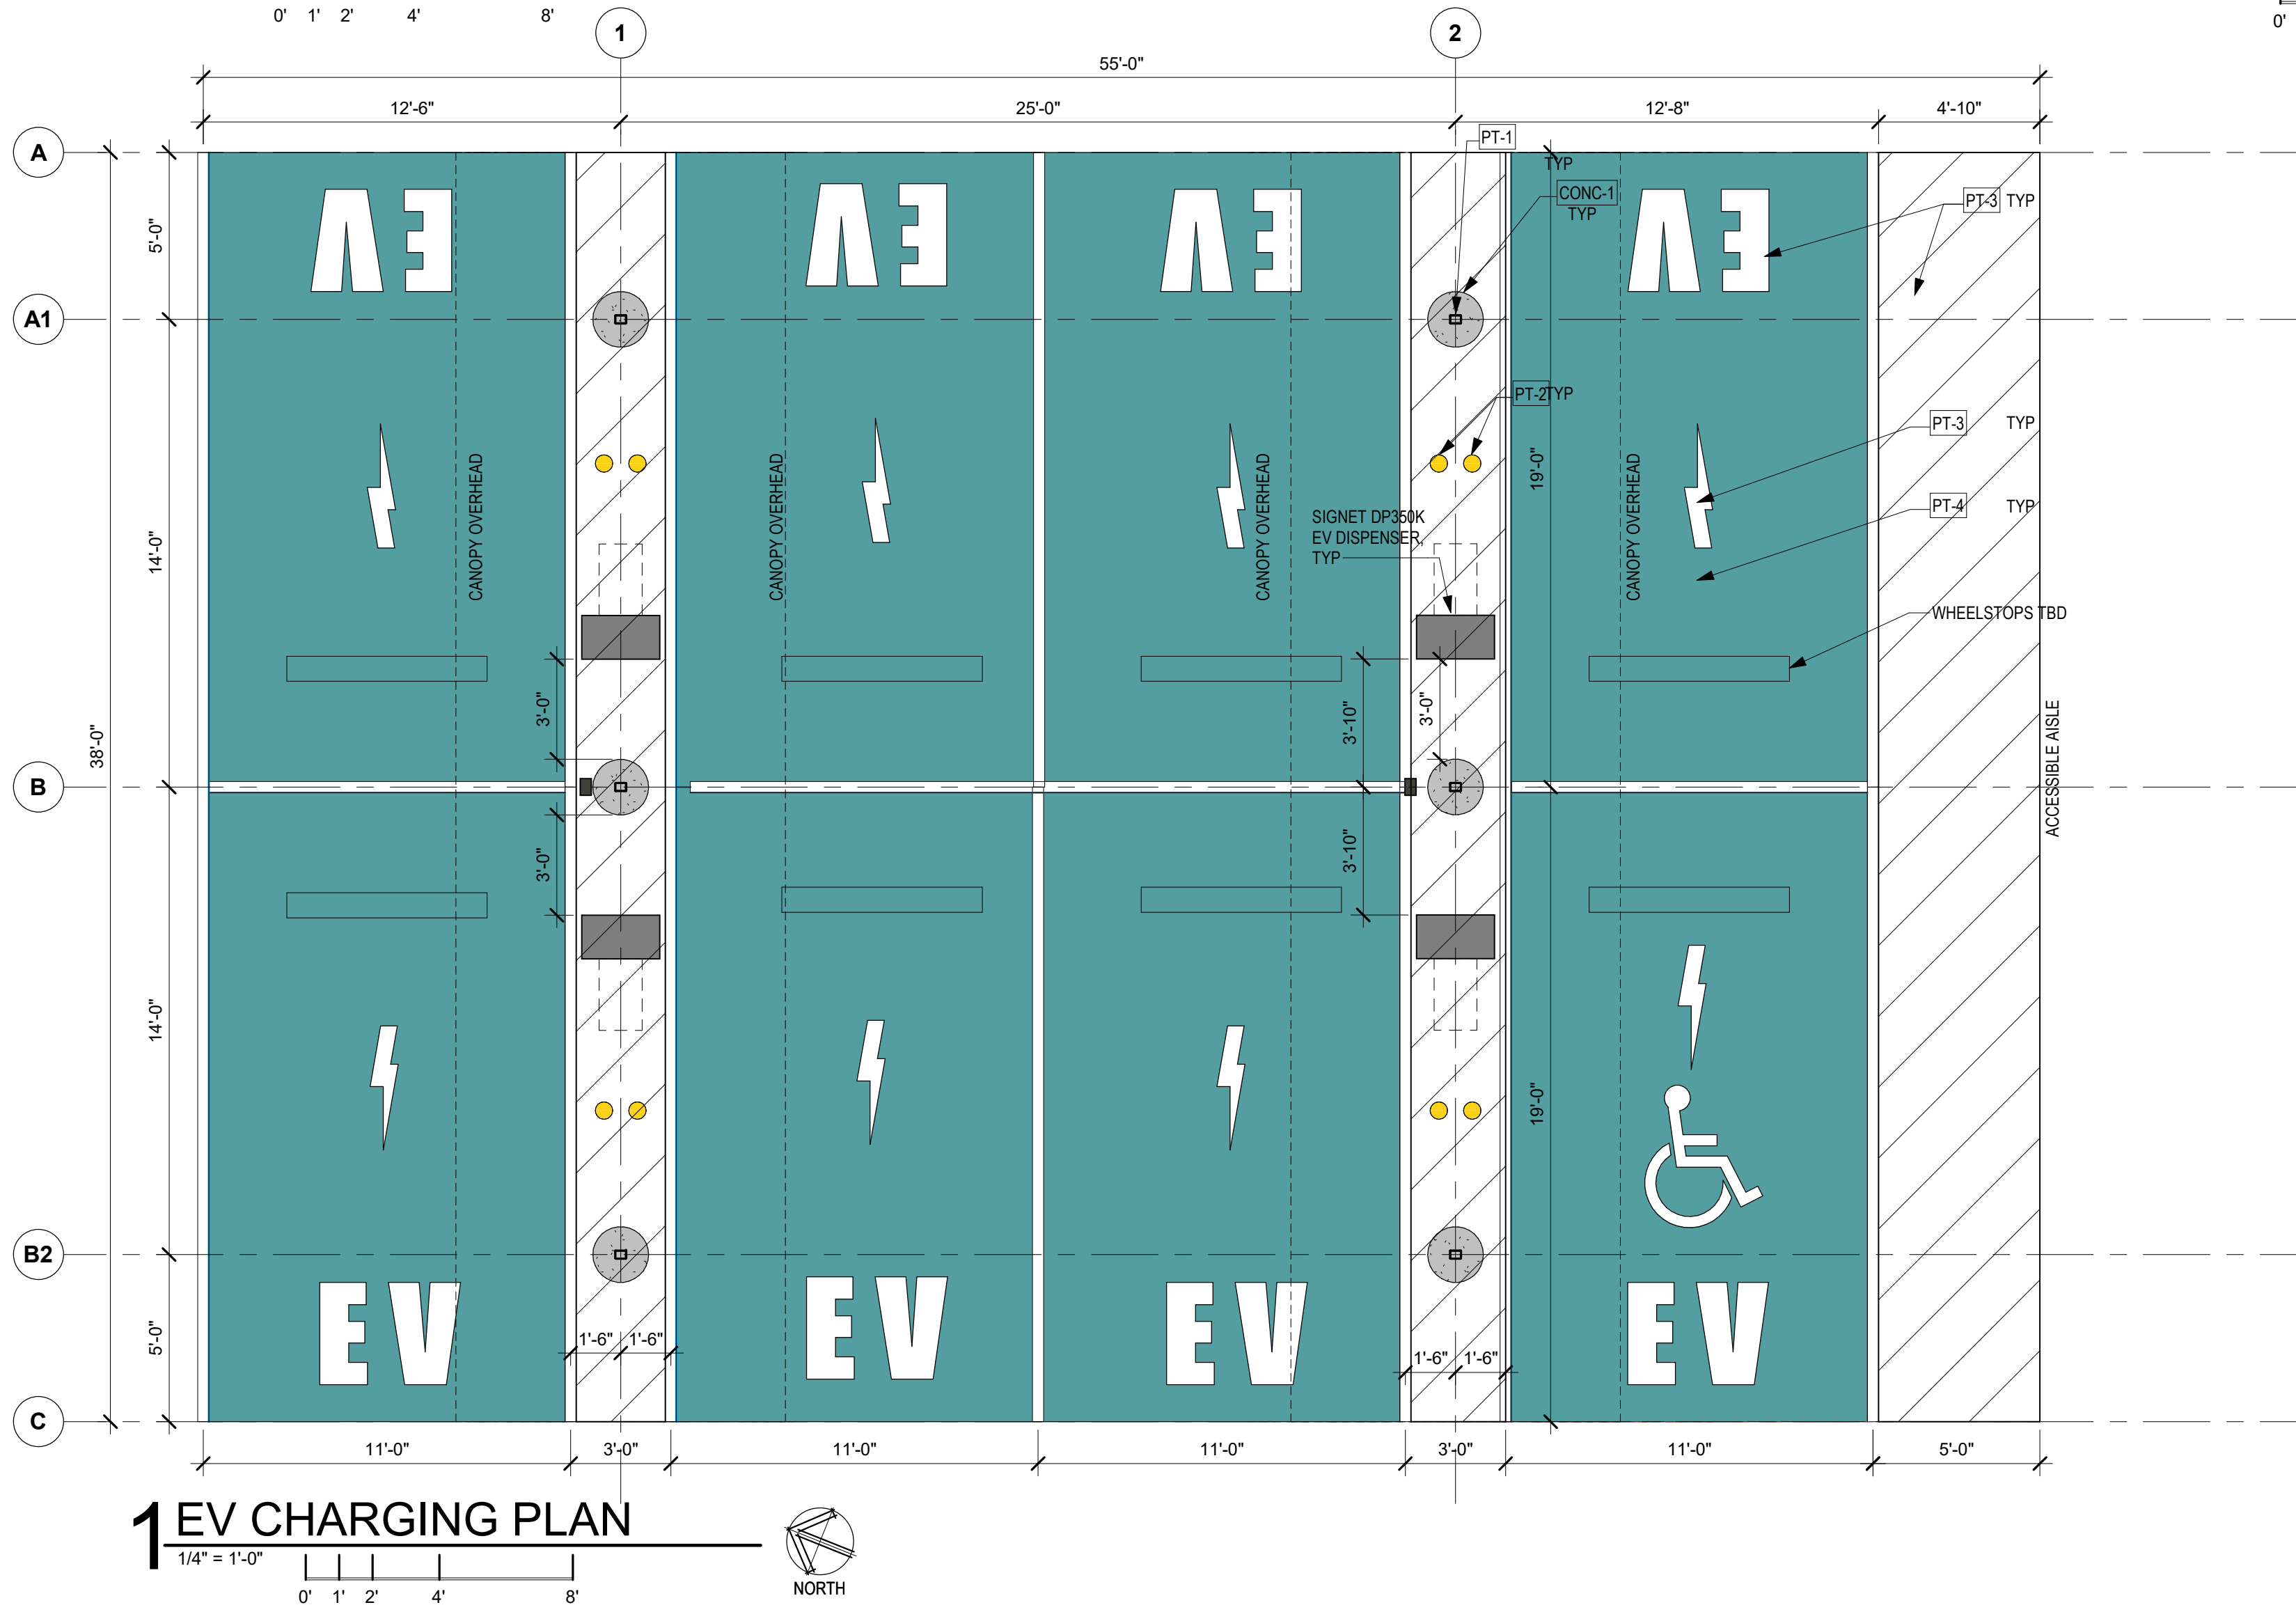 0' 1' 2' 4' 8'
0'
1 2
55'-0"
12'-6" 25'-0" 12'-8" 4'-10"
A
PT-1
TYP
CONC-1
TYP
PT-3 TYP
EV EV EV EV
5'-0"
A1
PT-2 TYP
PT-3 TYP
CANOPY OVERHEAD
CANOPY OVERHEAD
CANOPY OVERHEAD
CANOPY OVERHEAD
19'-0"
14'-0"
SIGNET DP350K
EV DISPENSER,
TYP
PT-4 TYP
WHEELSTOPS TBD
3'-0"
3'-10"
3'-0"
38'-0"
ACCESSIBLE AISLE
B
3'-0"
3'-10"
14'-0"
19'-0"
B2
EV EV EV EV
5'-0"
1'-6" 1'-6"
1'-6" 1'-6"
C
11'-0" 3'-0" 11'-0" 11'-0" 3'-0" 11'-0" 5'-0"
1 EV CHARGING PLAN
1/4" = 1'-0"
0' 1' 2' 4' 8'
NORTH